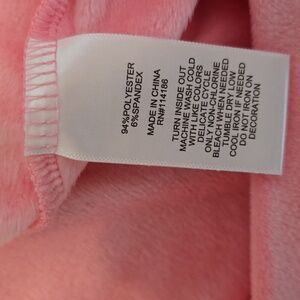 94%POLYESTER
6%SPANDEX
MADE IN CHINA
RN#114186
TURN INSIDE OUT
MACHINE WASH COLD
WITH LIKE COLORS
DELICATE CYCLE
ONLY NON-CHLORINE
BLEACH WHEN NEEDED
TUMBLE DRY LOW
COOL IRON IF NEEDED
DO NOT IRON ON
DECORATION